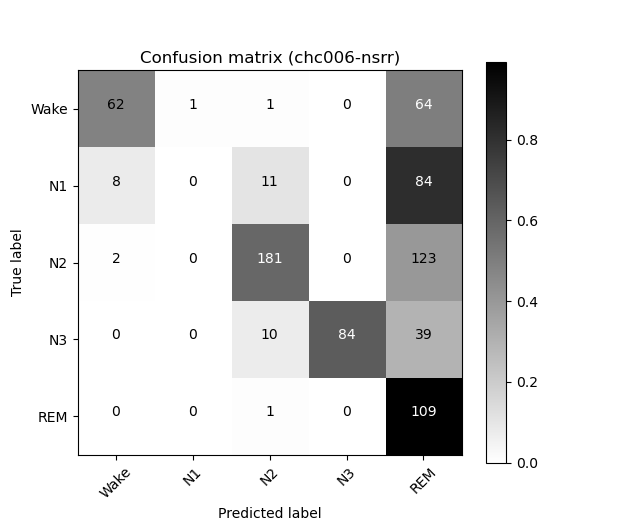 Confusion matrix (chc006-nsrr)
Wake 62 1 1 0 64
N1 8 0 11 0 84
N2 2 0 181 0 123
N3 0 0 10 84 39
REM 0 0 1 0 109
Wake N1 N2 N3 REM
Predicted label
True label
0.8
0.6
0.4
0.2
0.0